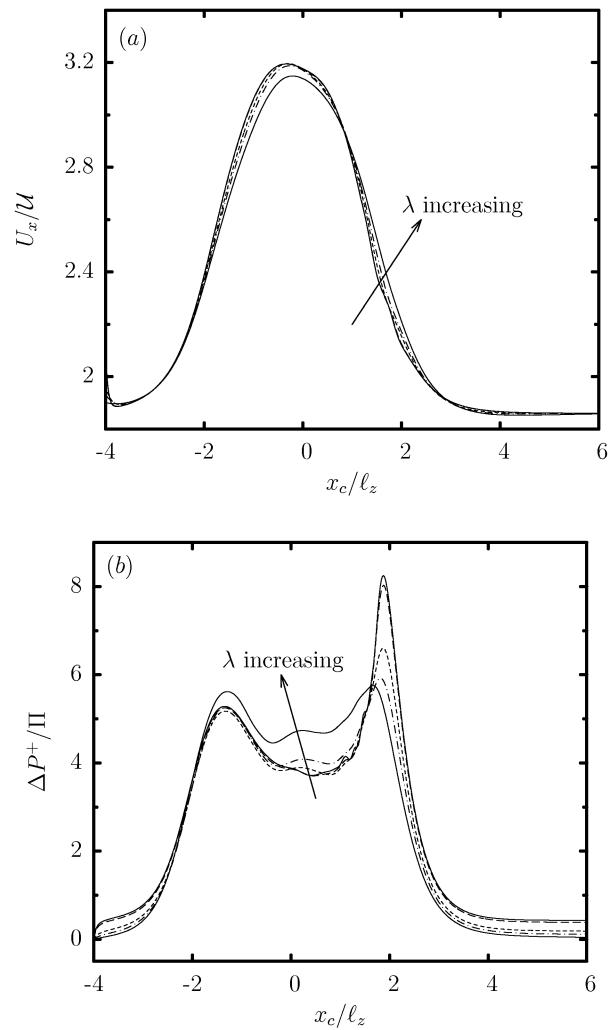 (a)
3.2
2.8
2.4
2
U_x/𝒰
λ increasing
-4 -2 0 2 4 6
x_c/ℓ_z
(b)
8
6
4
2
0
ΔP⁺/Π
λ increasing
-4 -2 0 2 4 6
x_c/ℓ_z